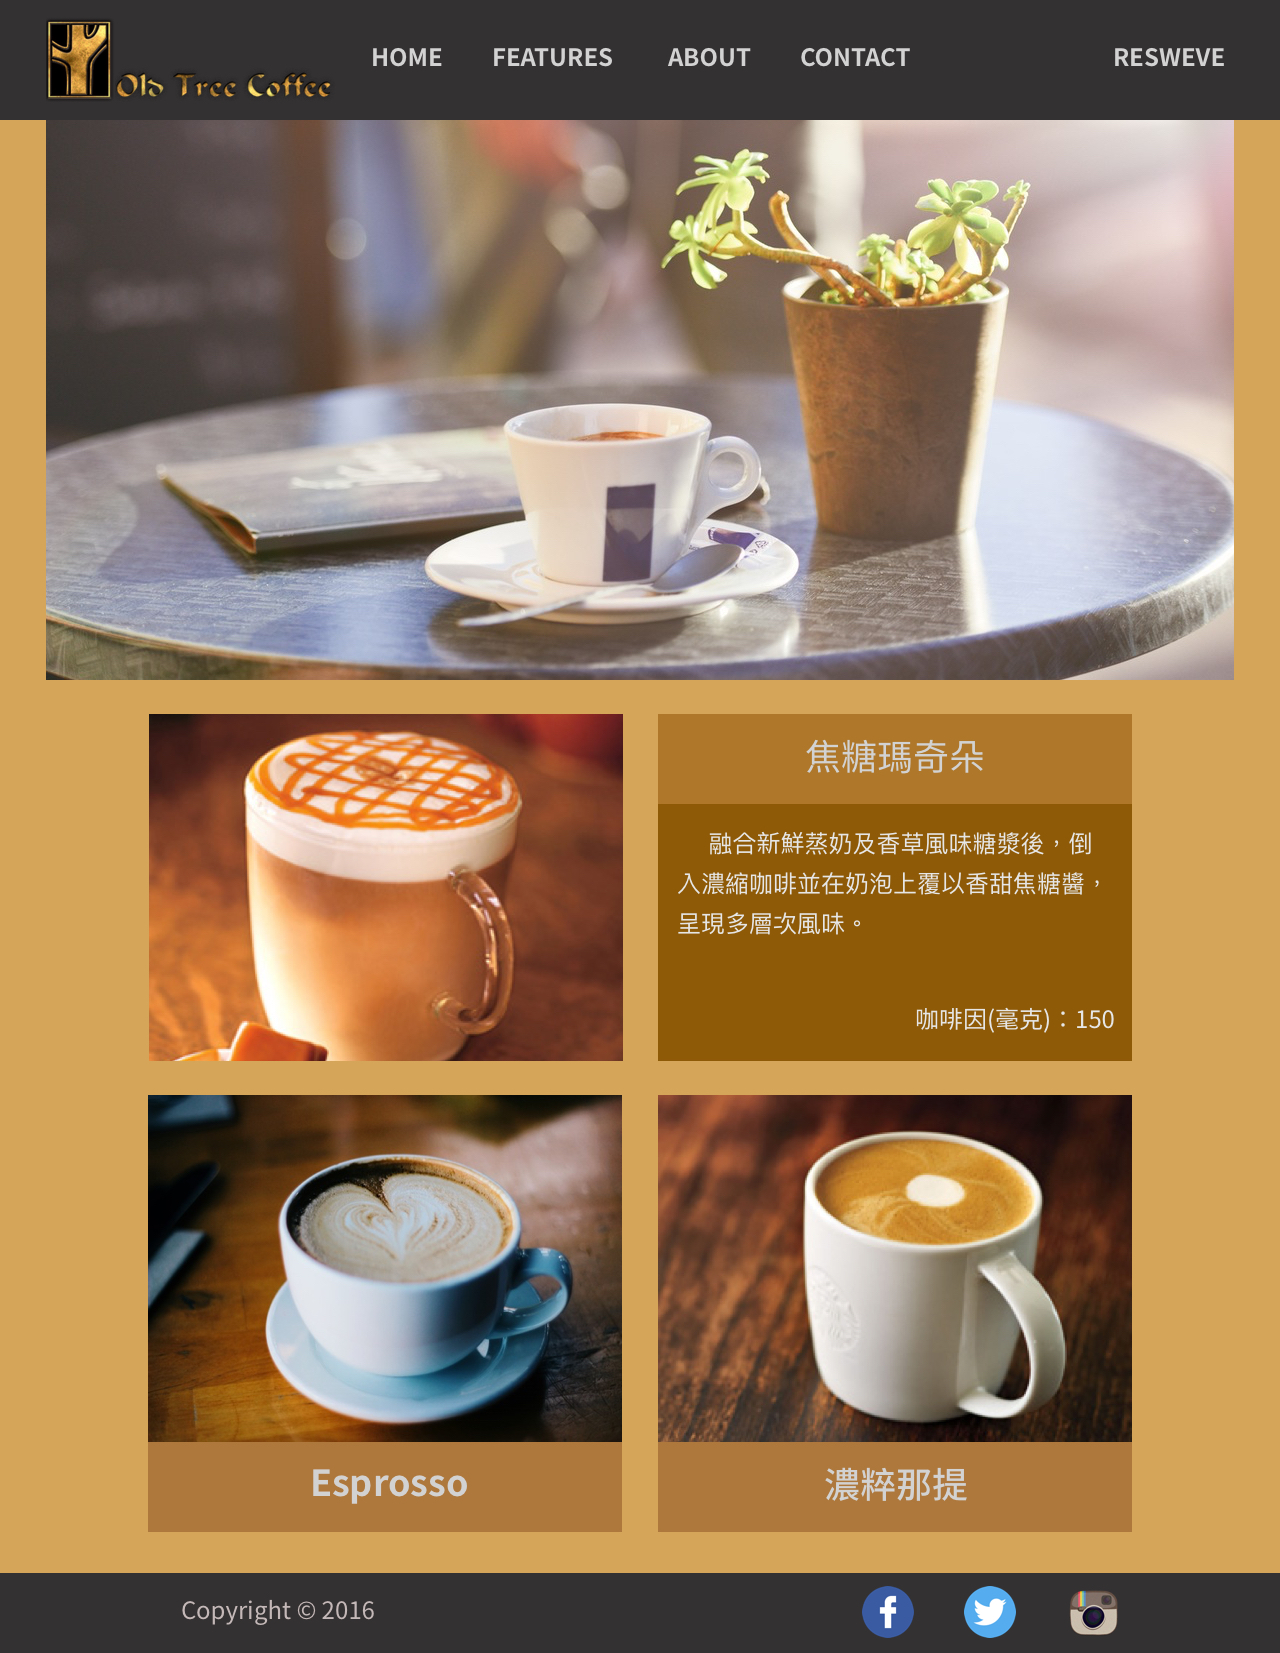 Old Tree Coffee
HOME
FEATURES
ABOUT
CONTACT
RESWEVE
焦糖瑪奇朵
融合新鮮蒸奶及香草風味糖漿後，倒
入濃縮咖啡並在奶泡上覆以香甜焦糖醬，
呈現多層次風味。
咖啡因(毫克)：150
Esprosso
濃粹那提
Copyright © 2016